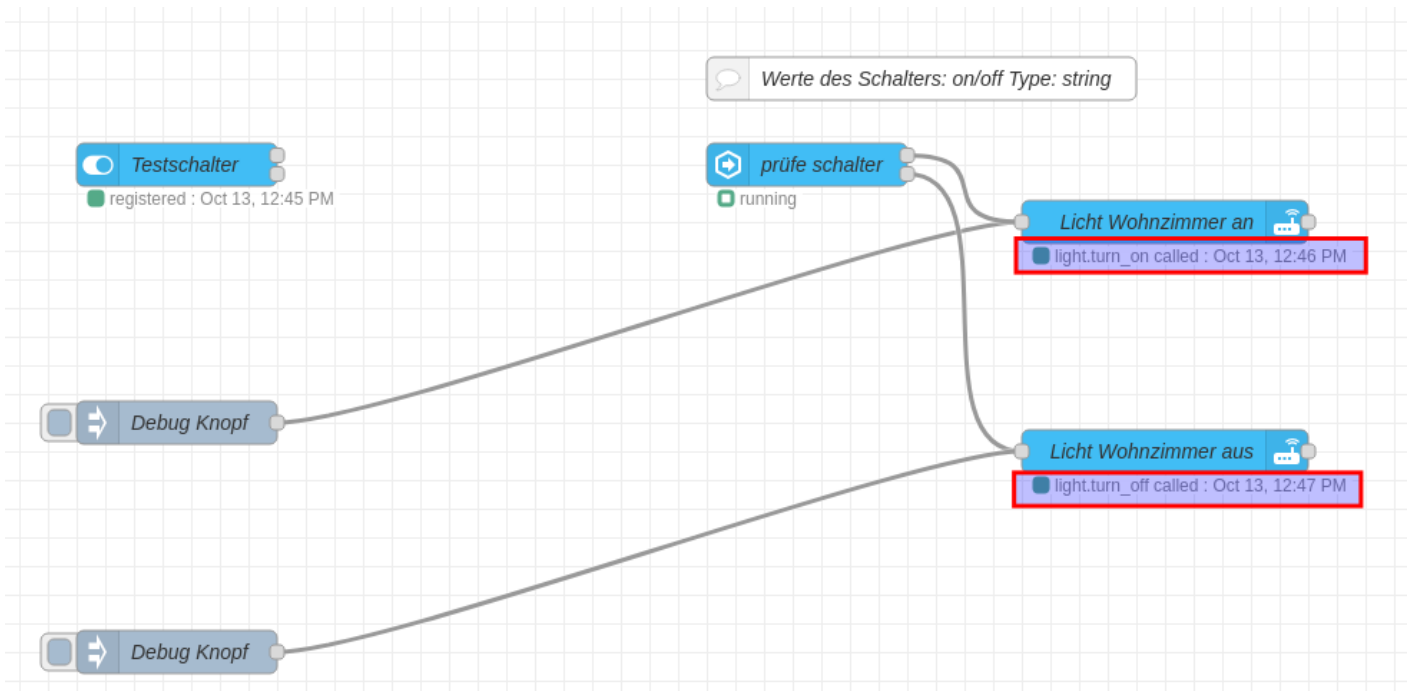 Werte des Schalters: on/off Type: string
Testschalter
registered : Oct 13, 12:45 PM
prüfe schalter
running
Licht Wohnzimmer an
light.turn_on called : Oct 13, 12:46 PM
Debug Knopf
Licht Wohnzimmer aus
light.turn_off called : Oct 13, 12:47 PM
Debug Knopf